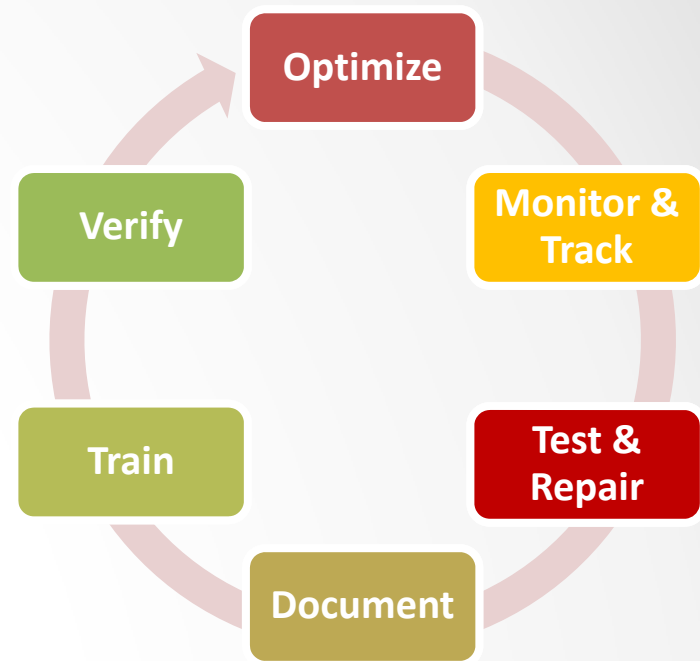 Optimize
Monitor &
Track
Test &
Repair
Document
Train
Verify